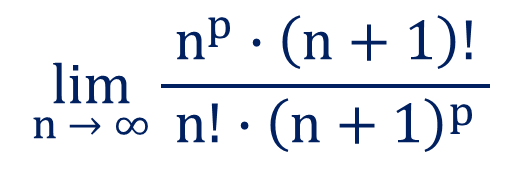 lim n → ∞ n^p · (n + 1)! / n! · (n + 1)^p